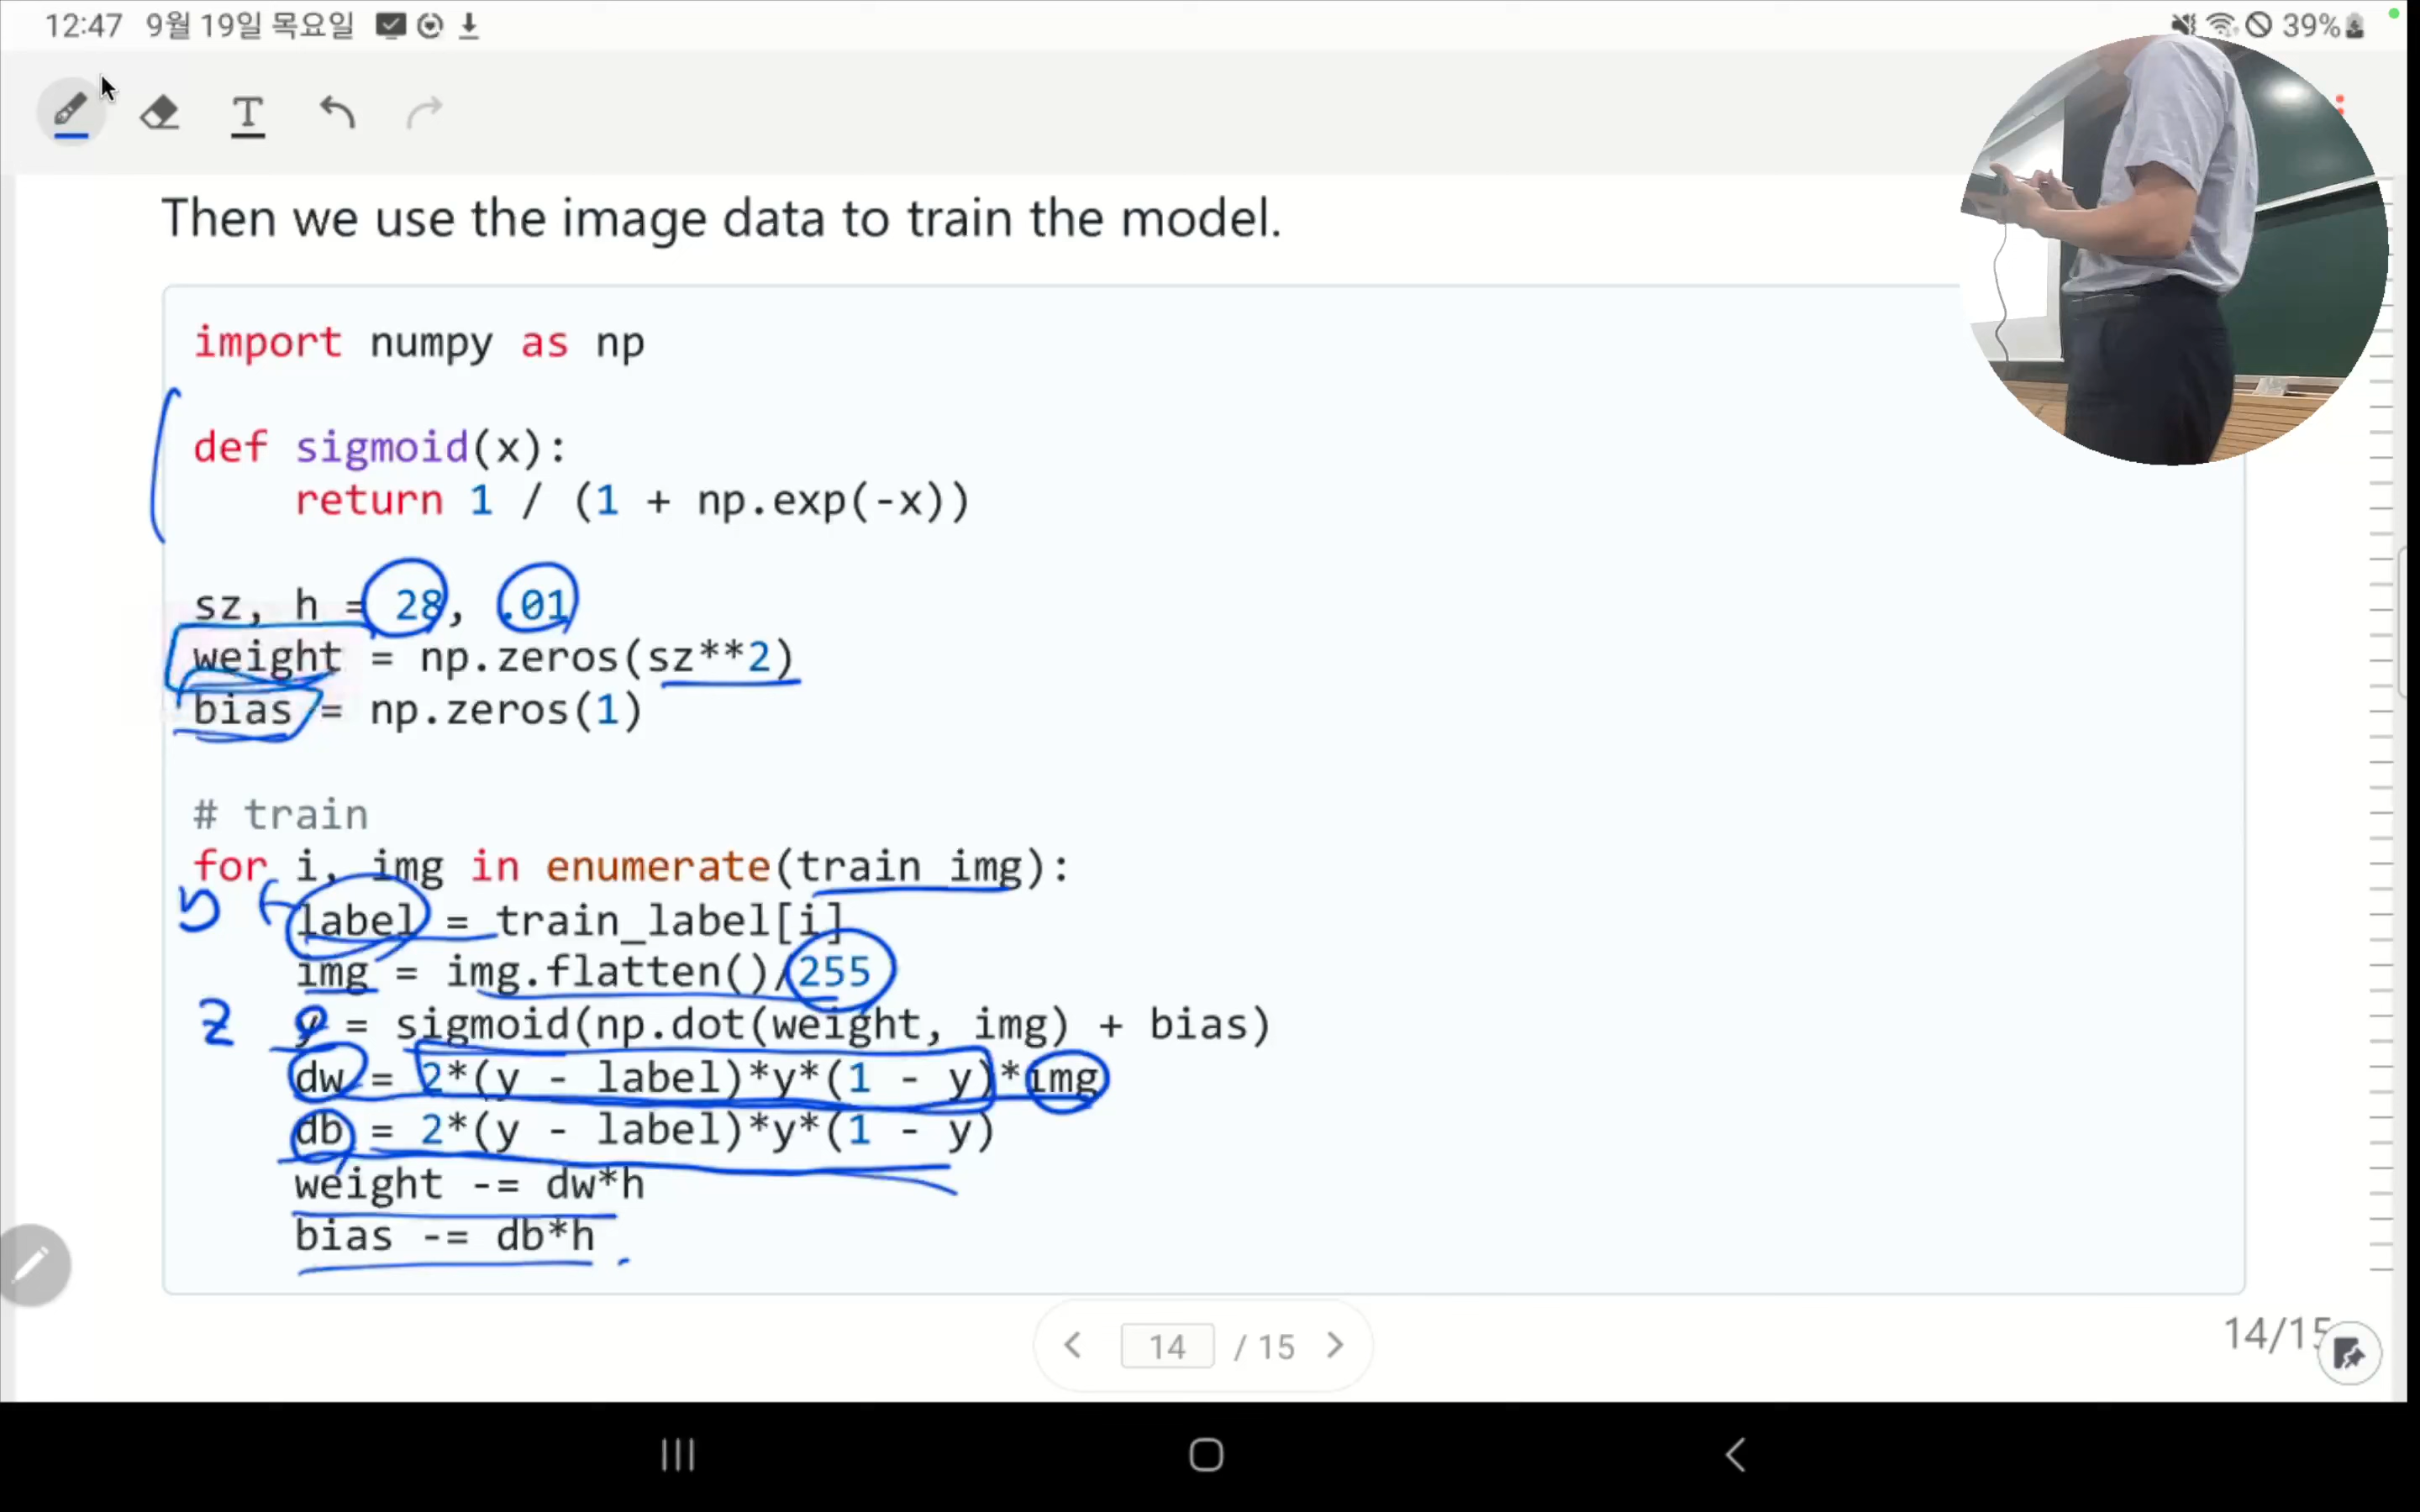 12:47 9월 19일 목요일 39%
T
Then we use the image data to train the model.
import numpy as np
def sigmoid(x):
return 1 / (1 + np.exp(-x))
sz, h = 28, .01
weight = np.zeros(sz**2)
bias = np.zeros(1)
# train
for i, img in enumerate(train_img):
label = train_label[i]
img = img.flatten()/255
z y = sigmoid(np.dot(weight, img) + bias)
dw = 2*(y - label)*y*(1 - y)*img
db = 2*(y - label)*y*(1 - y)
weight -= dw*h
bias -= db*h
14 / 15
14/15